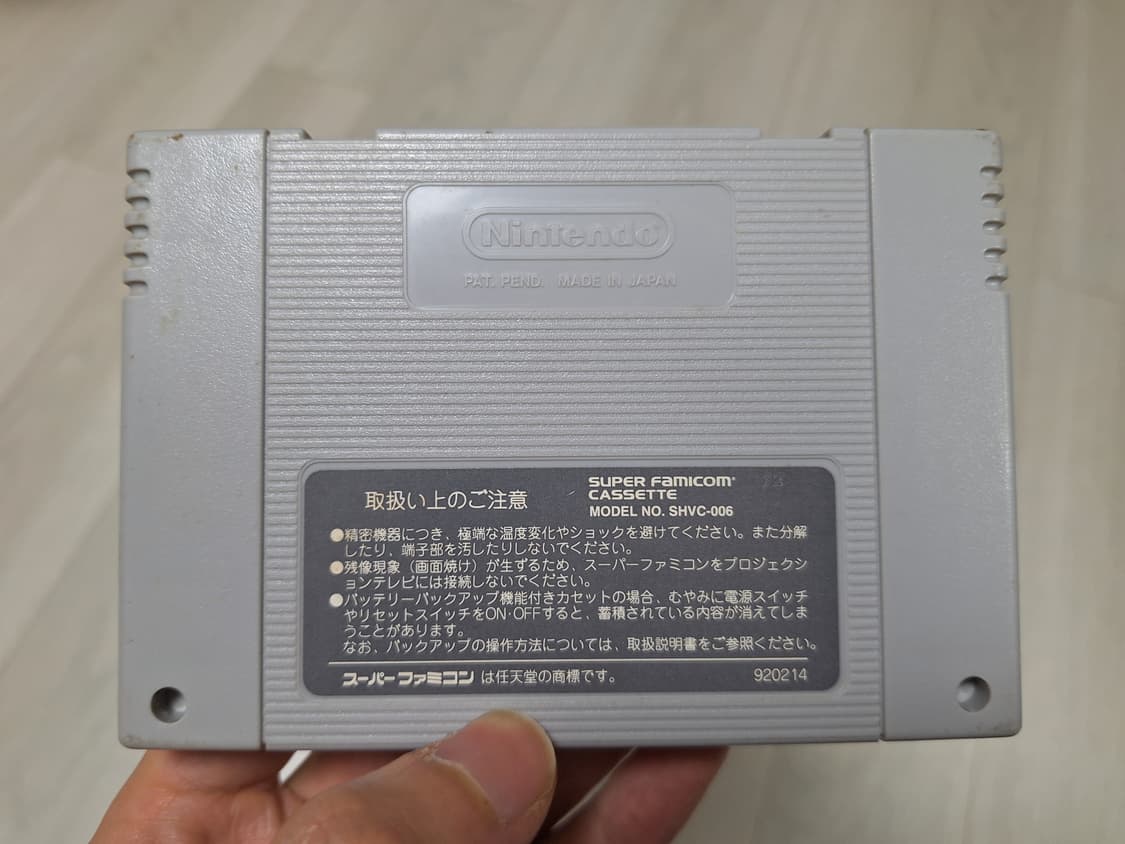 Nintendo
PAT. PEND. MADE IN JAPAN
取扱い上のご注意
SUPER FAMICOM
CASSETTE
MODEL NO. SHVC-006
●精密機器につき、極端な温度変化やショックを避けてください。また分解
したり、端子部を汚したりしないでください。
●残像現象（画面焼け）が生ずるため、スーパーファミコンをプロジェクシ
ョンテレビには接続しないでください。
●バッテリーバックアップ機能付きカセットの場合、むやみに電源スイッチ
やリセットスイッチをON·OFFすると、蓄積されている内容が消えてしま
うことがあります。
なお、バックアップの操作方法については、取扱説明書をご参照ください。
スーパーファミコンは任天堂の商標です。
920214